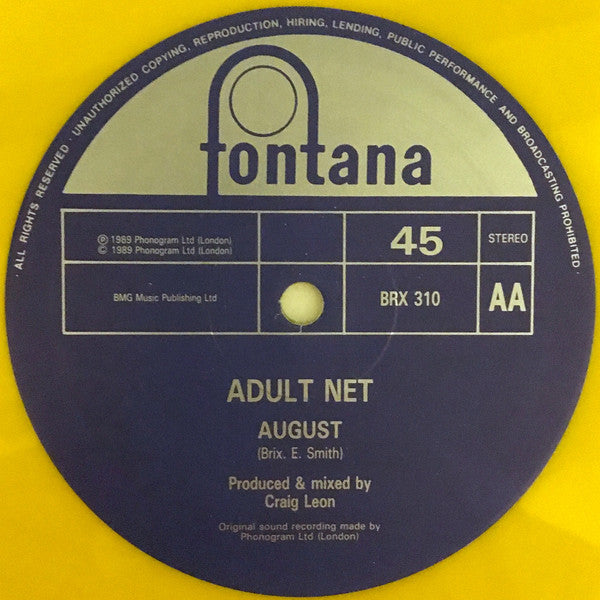 · ALL RIGHTS RESERVED · UNAUTHORIZED COPYING, REPRODUCTION, HIRING, LENDING, PUBLIC PERFORMANCE AND BROADCASTING PROHIBITED ·
fontana
℗ 1989 Phonogram Ltd (London)
© 1989 Phonogram Ltd (London)
45
STEREO
BMG Music Publishing Ltd
BRX 310
AA
ADULT NET
AUGUST
(Brix. E. Smith)
Produced & mixed by
Craig Leon
Original sound recording made by
Phonogram Ltd (London)